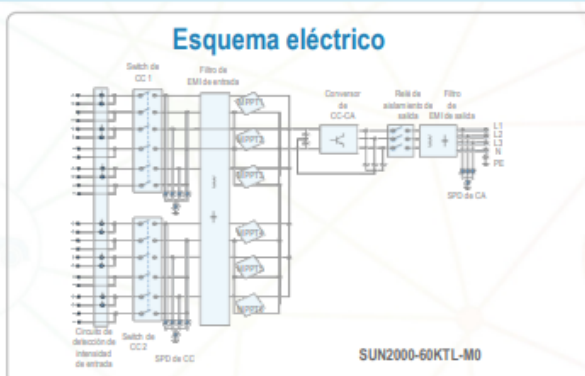 Esquema eléctrico
Switch de
CC 1
Filtro de
EMI de entrada
Conversor
de
CC-CA
Relé de
aislamiento de
salida
Filtro
de
EMI de salida
MPPT1
MPPT2
MPPT3
MPPT4
MPPT5
MPPT6
L1
L2
L3
N
PE
SPD de CA
Circuito de
detección de
intensidad
de entrada
Switch de
CC 2
SPD de CC
SUN2000-60KTL-M0